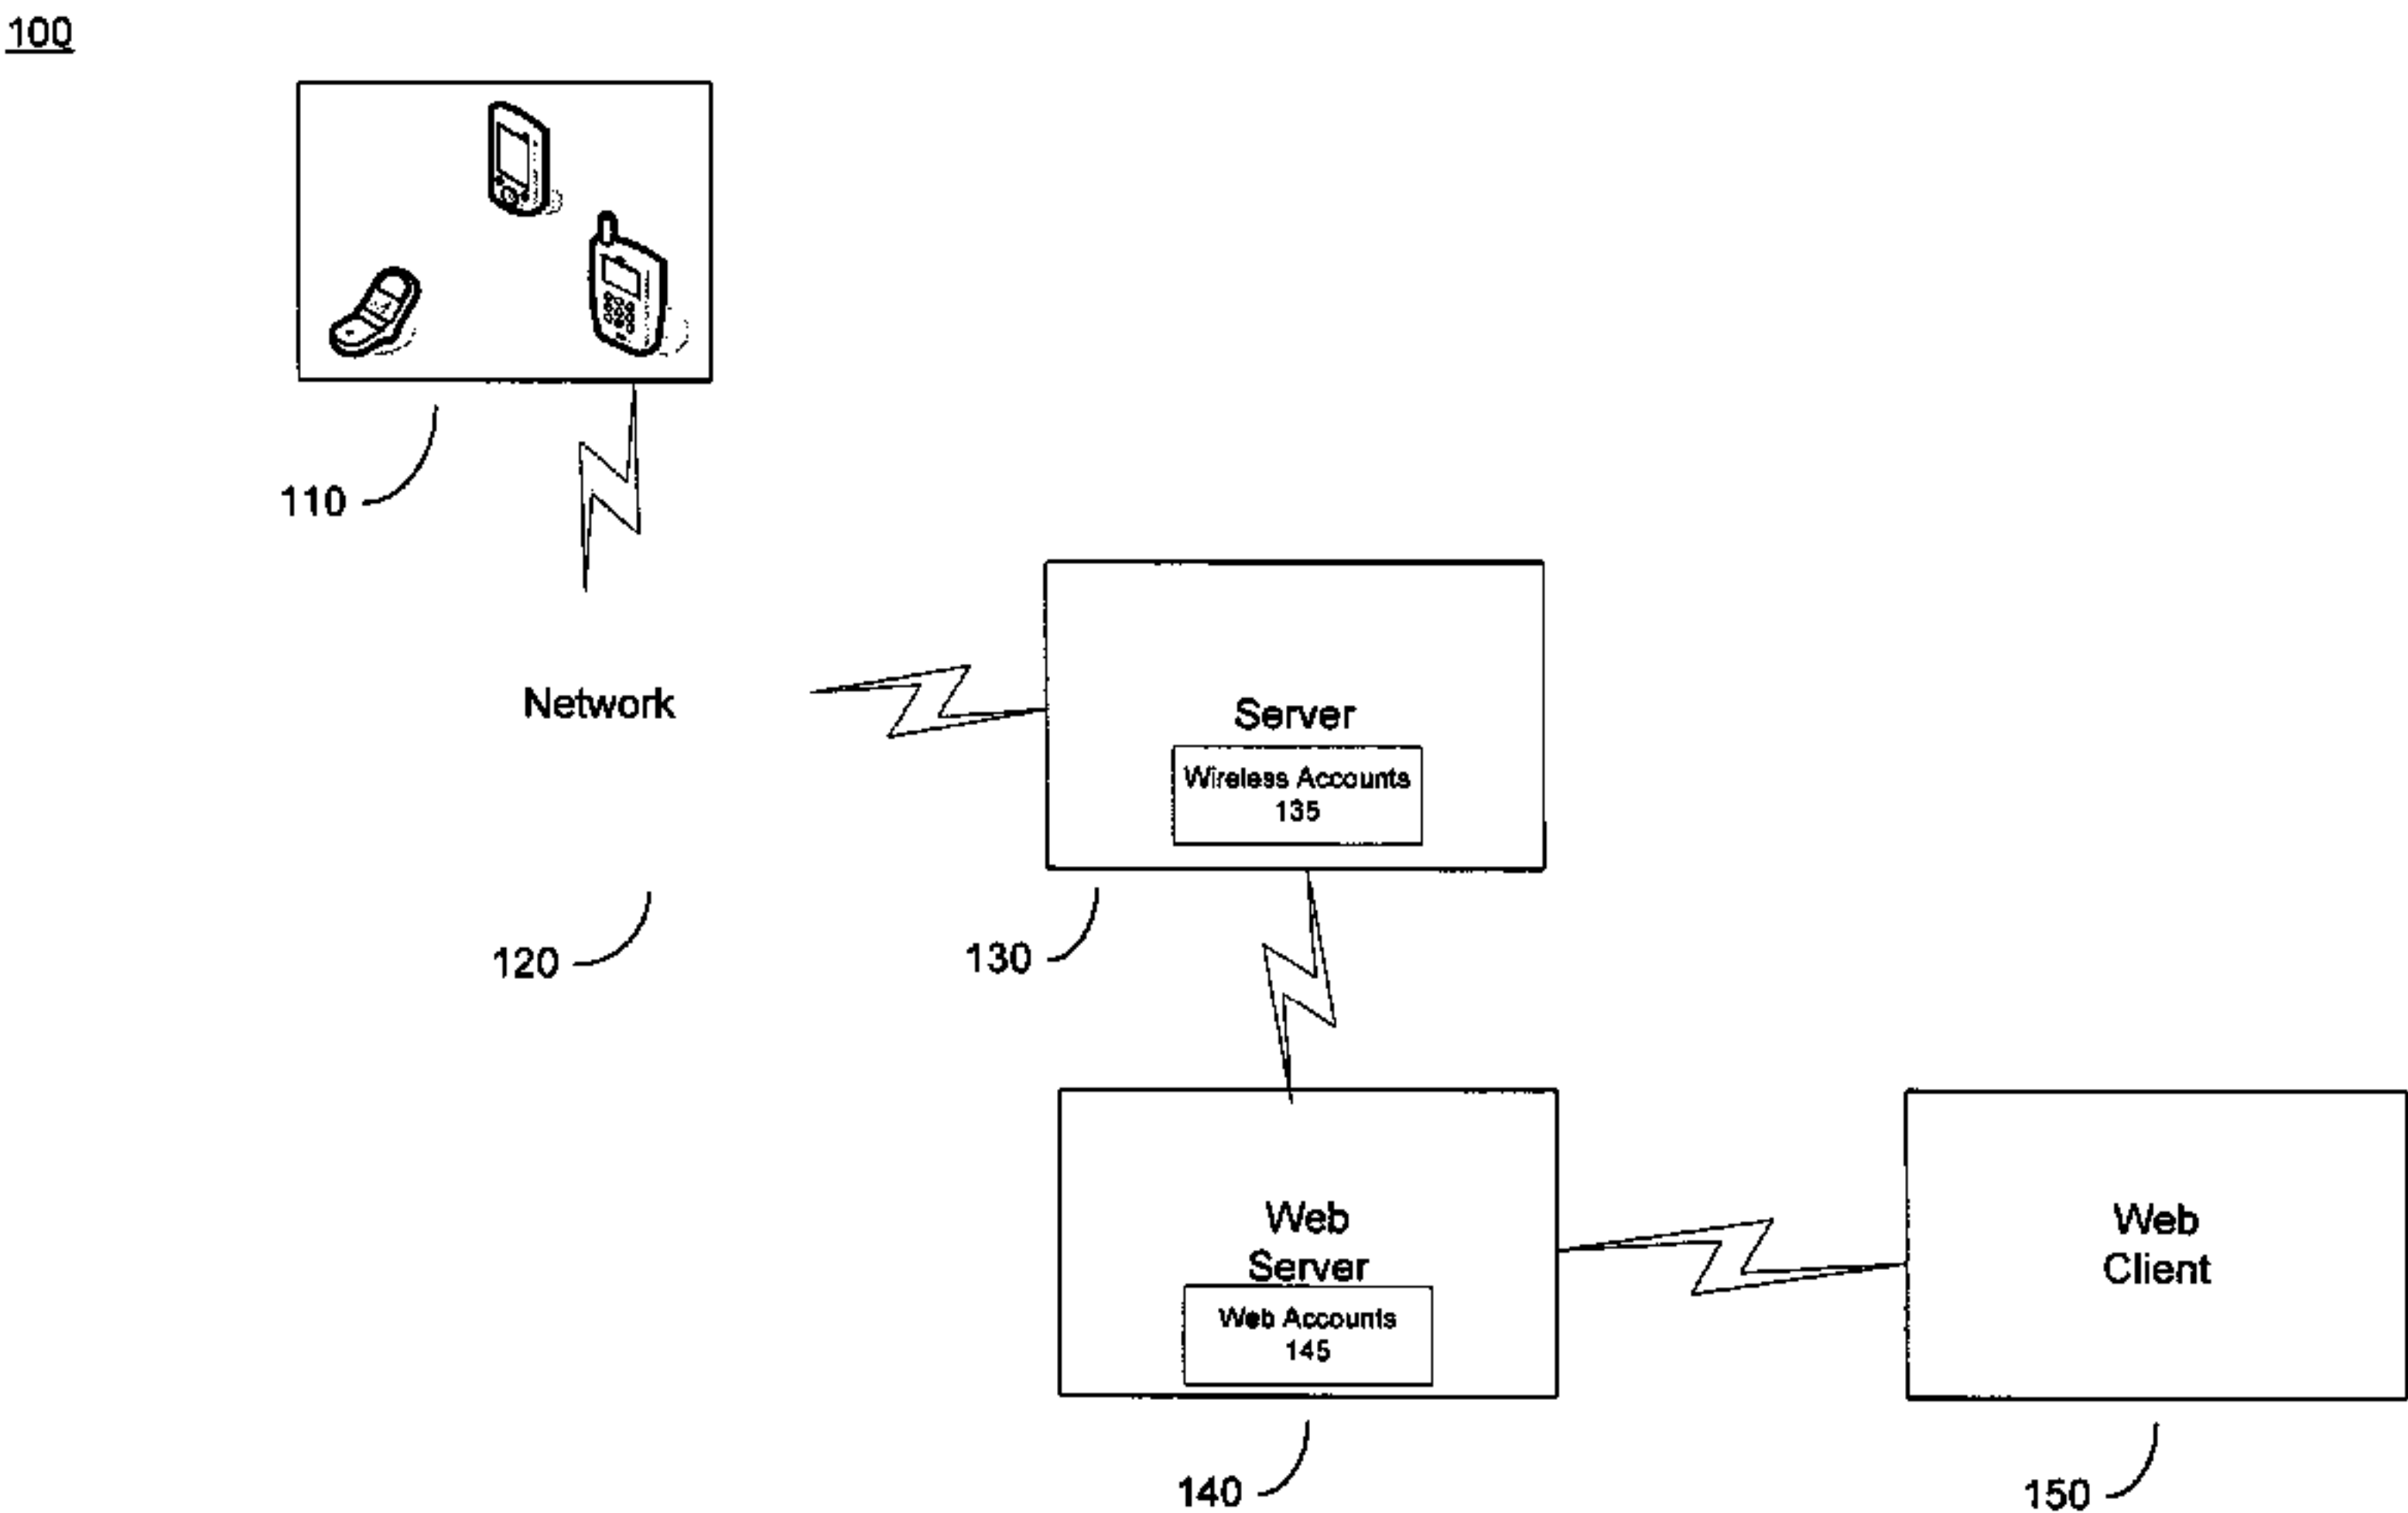 100
110
Network
Server
Wireless Accounts
135
120
130
Web
Server
Web Accounts
145
Web
Client
140
150